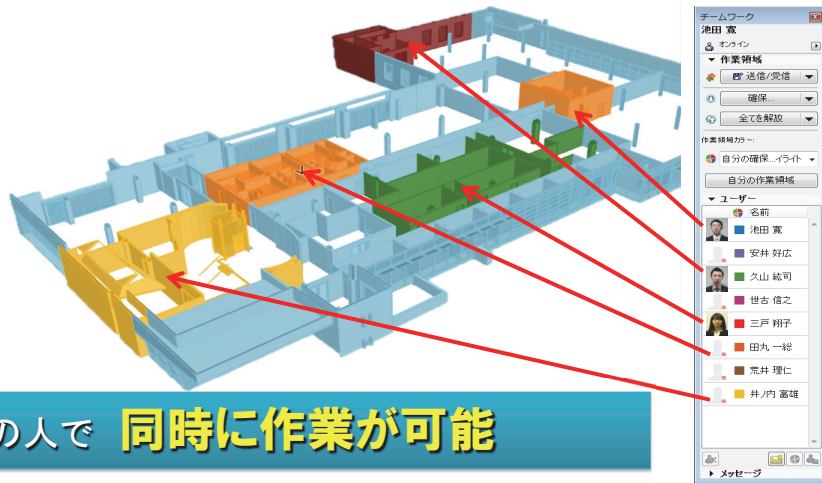 チームワーク
池田 寛
オンライン
作業領域
送信/受信
確保...
全てを解放
作業領域カラー:
自分の確保...イライト
自分の作業領域
ユーザー
名前
池田 寛
安井 好広
久山 紘司
世古 信之
三戸 翔子
田丸 一総
荒井 理仁
井ノ内 富雄
メッセージ
の人で 同時に作業が可能